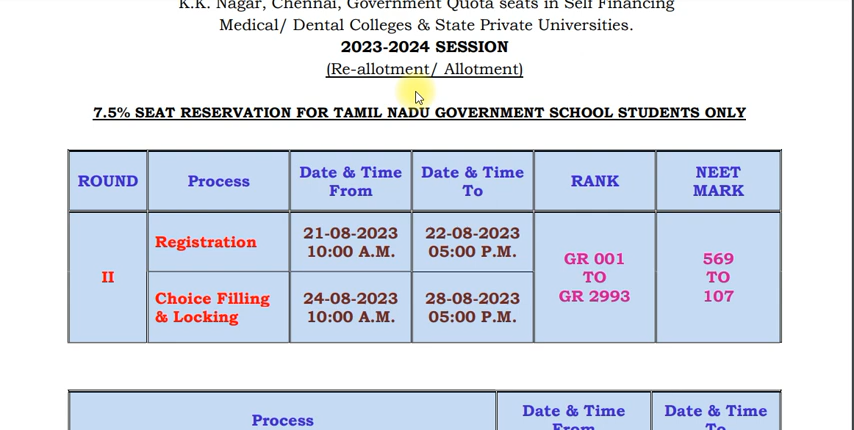 K.K. Nagar, Chennai, Government Quota seats in Self Financing
Medical/ Dental Colleges & State Private Universities.
2023-2024 SESSION
(Re-allotment/ Allotment)
7.5% SEAT RESERVATION FOR TAMIL NADU GOVERNMENT SCHOOL STUDENTS ONLY
ROUND Process Date & Time From Date & Time To RANK NEET MARK
II
Registration 21-08-2023 10:00 A.M. 22-08-2023 05:00 P.M.
Choice Filling & Locking 24-08-2023 10:00 A.M. 28-08-2023 05:00 P.M.
GR 001
TO
GR 2993
569
TO
107
Process Date & Time From Date & Time To